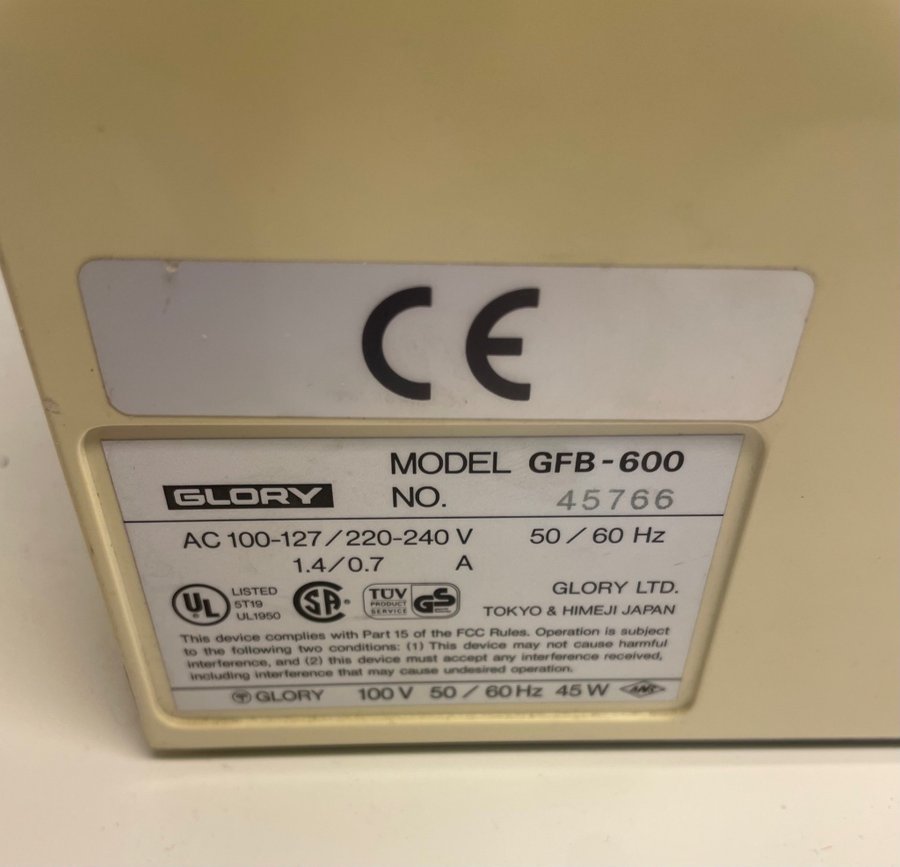 CE
MODEL GFB-600
GLORY NO. 45766
AC 100-127/220-240 V 50/60 Hz
1.4/0.7 A
UL LISTED 5T19 UL1950 SA TÜV PRODUCT SERVICE GS
GLORY LTD.
TOKYO & HIMEJI JAPAN
This device complies with Part 15 of the FCC Rules. Operation is subject
to the following two conditions: (1) This device may not cause harmful
interference, and (2) this device must accept any interference received,
including interference that may cause undesired operation.
GLORY 100V 50/60Hz 45W